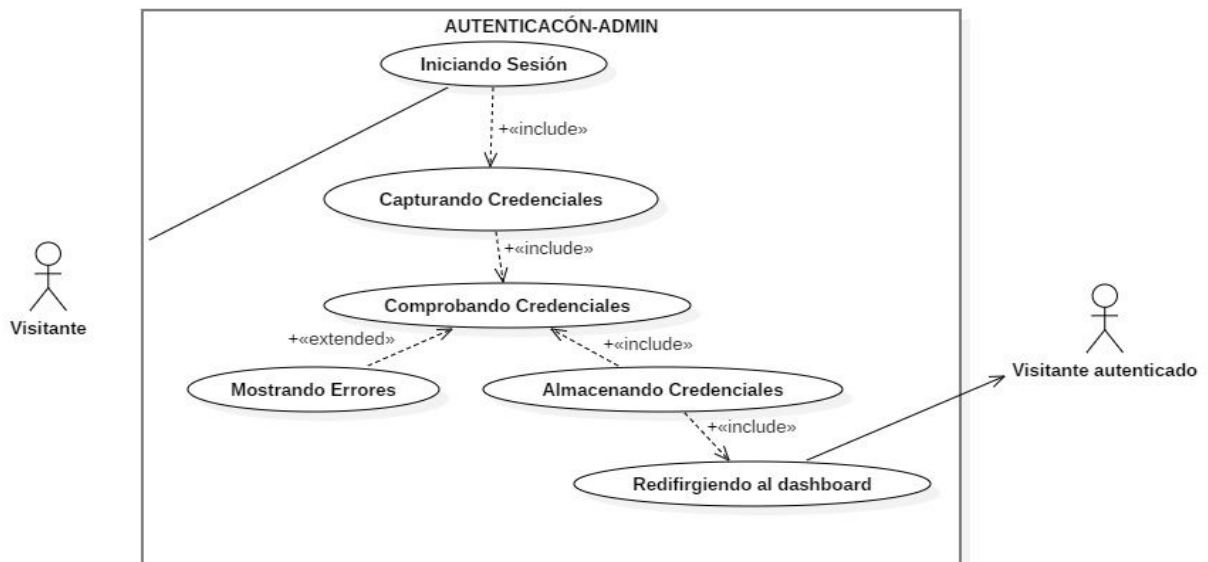 AUTENTICACÓN-ADMIN
Iniciando Sesión
+«include»
Capturando Credenciales
+«include»
Comprobando Credenciales
+«extended»
+«include»
Mostrando Errores
Almacenando Credenciales
+«include»
Redifirgiendo al dashboard
Visitante
Visitante autenticado